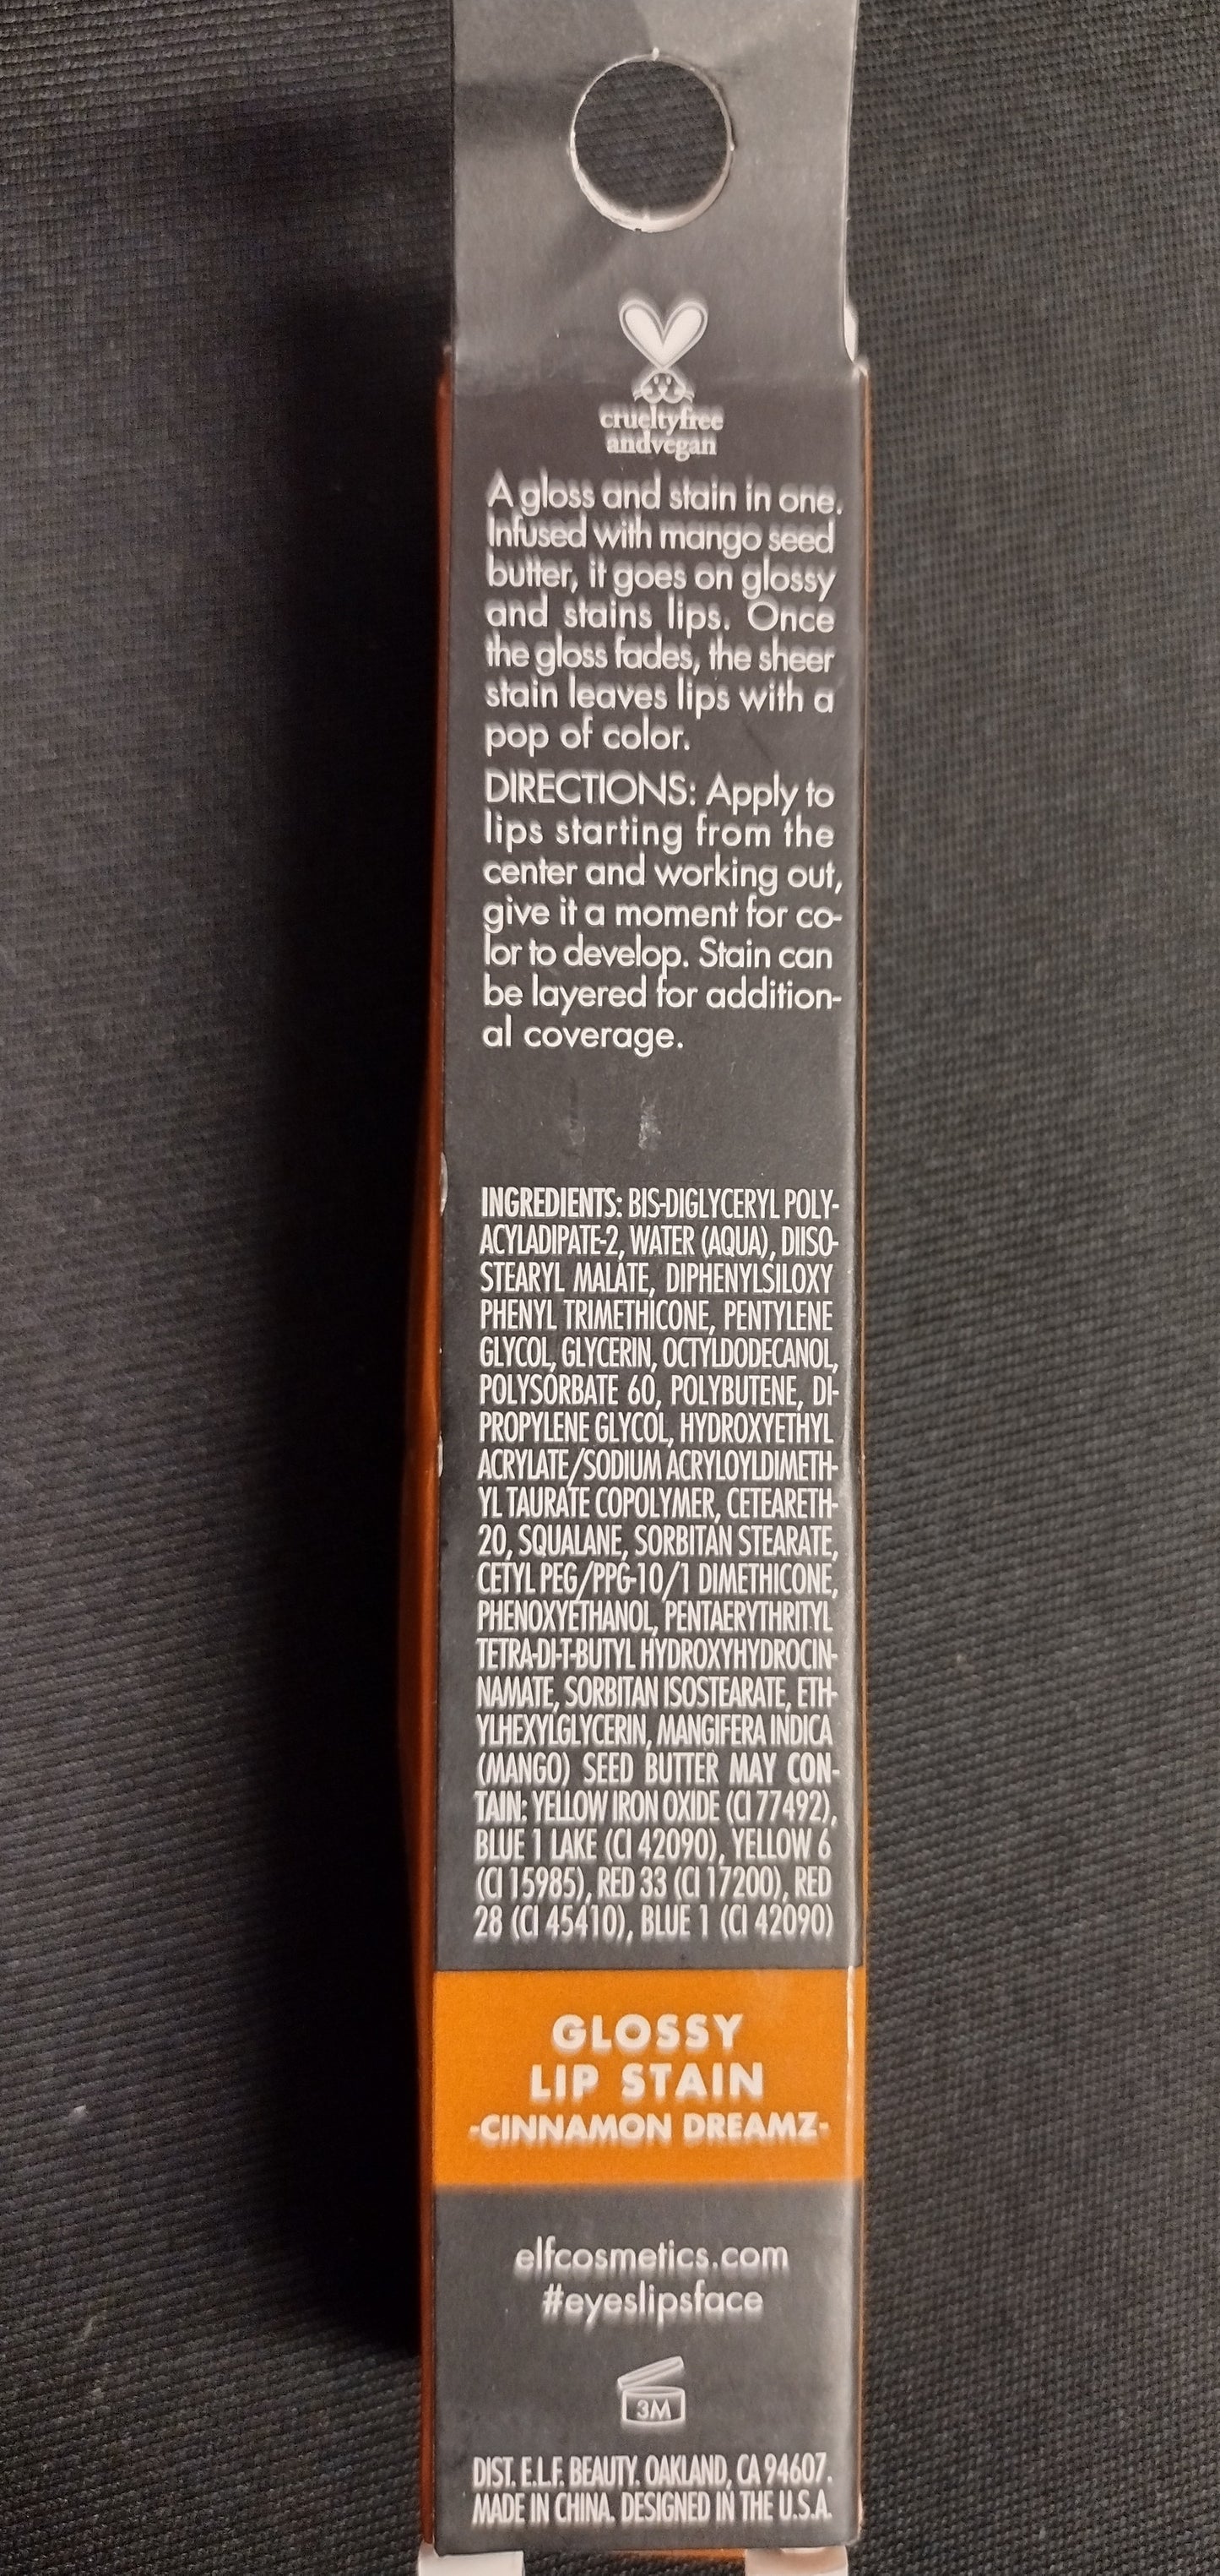 crueltyfree
andvegan
A gloss and stain in one.
Infused with mango seed
butter, it goes on glossy
and stains lips. Once
the gloss fades, the sheer
stain leaves lips with a
pop of color.
DIRECTIONS: Apply to
lips starting from the
center and working out,
give it a moment for co-
lor to develop. Stain can
be layered for addition-
al coverage.
INGREDIENTS: BIS-DIGLYCERYL POLY-
ACYLADIPATE-2, WATER (AQUA), DIISO-
STEARYL MALATE, DIPHENYLSILOXY
PHENYL TRIMETHICONE, PENTYLENE
GLYCOL, GLYCERIN, OCTYLDODECANOL,
POLYSORBATE 60, POLYBUTENE, DI-
PROPYLENE GLYCOL, HYDROXYETHYL
ACRYLATE/SODIUM ACRYLOYLDIMETH-
YL TAURATE COPOLYMER, CETEARETH-
20, SQUALANE, SORBITAN STEARATE,
CETYL PEG/PPG-10/1 DIMETHICONE,
PHENOXYETHANOL, PENTAERYTHRITYL
TETRA-DI-T-BUTYL HYDROXYHYDROCIN-
NAMATE, SORBITAN ISOSTEARATE, ETH-
YLHEXYLGLYCERIN, MANGIFERA INDICA
(MANGO) SEED BUTTER MAY CON-
TAIN: YELLOW IRON OXIDE (CI 77492),
BLUE 1 LAKE (CI 42090), YELLOW 6
(CI 15985), RED 33 (CI 17200), RED
28 (CI 45410), BLUE 1 (CI 42090)
GLOSSY
LIP STAIN
-CINNAMON DREAMZ-
elfcosmetics.com
#eyeslipsface
3M
DIST. E.L.F. BEAUTY. OAKLAND, CA 94607.
MADE IN CHINA. DESIGNED IN THE U.S.A.